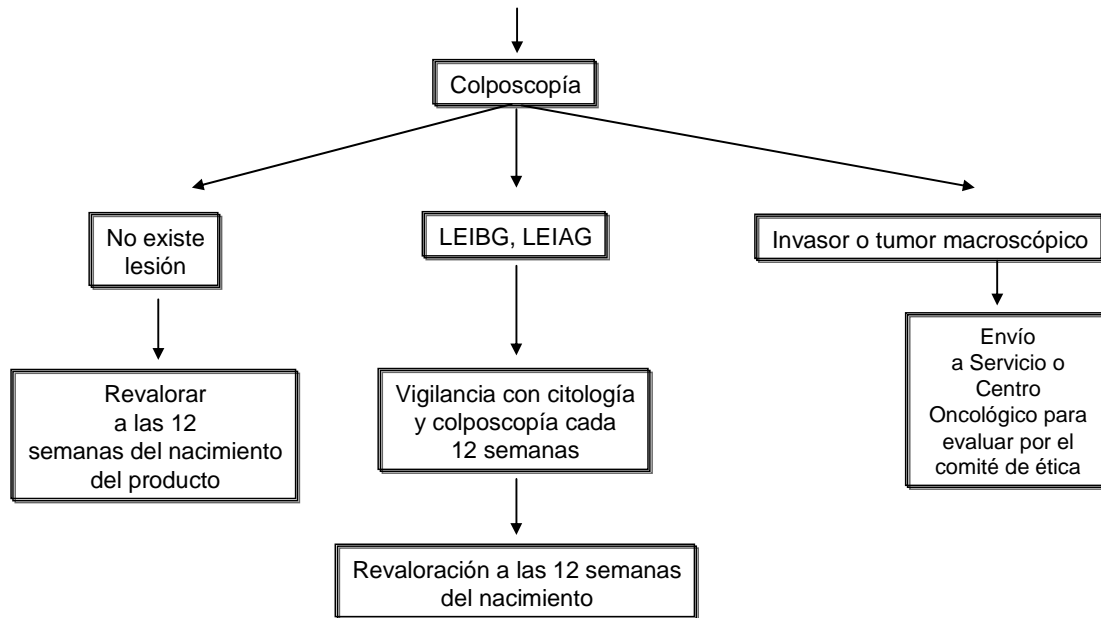 Colposcopía
No existe
lesión
LEIBG, LEIAG
Invasor o tumor macroscópico
Revalorar
a las 12
semanas del nacimiento
del producto
Vigilancia con citología
y colposcopía cada
12 semanas
Envío
a Servicio o
Centro
Oncológico para
evaluar por el
comité de ética
Revaloración a las 12 semanas
del nacimiento